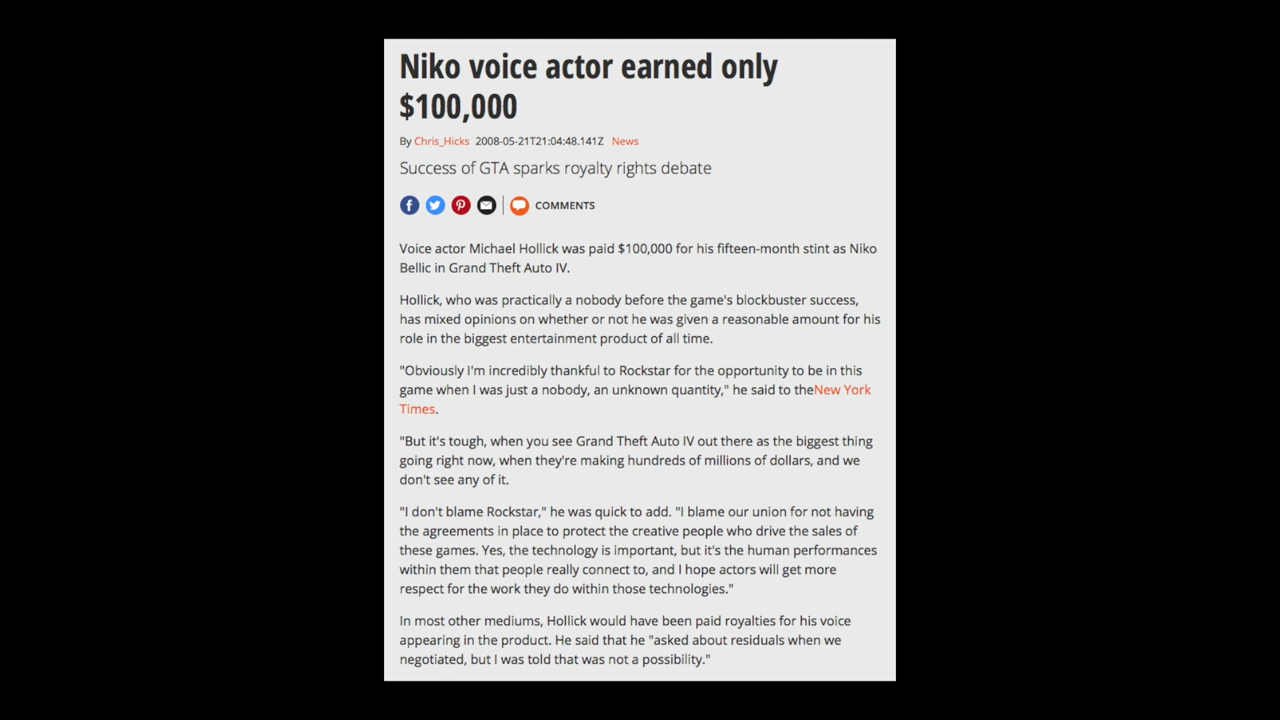 Niko voice actor earned only
$100,000
By Chris_Hicks 2008-05-21T21:04:48.141Z News
Success of GTA sparks royalty rights debate
COMMENTS
Voice actor Michael Hollick was paid $100,000 for his fifteen-month stint as Niko
Bellic in Grand Theft Auto IV.
Hollick, who was practically a nobody before the game's blockbuster success,
has mixed opinions on whether or not he was given a reasonable amount for his
role in the biggest entertainment product of all time.
"Obviously I'm incredibly thankful to Rockstar for the opportunity to be in this
game when I was just a nobody, an unknown quantity," he said to theNew York
Times.
"But it's tough, when you see Grand Theft Auto IV out there as the biggest thing
going right now, when they're making hundreds of millions of dollars, and we
don't see any of it.
"I don't blame Rockstar," he was quick to add. "I blame our union for not having
the agreements in place to protect the creative people who drive the sales of
these games. Yes, the technology is important, but it's the human performances
within them that people really connect to, and I hope actors will get more
respect for the work they do within those technologies."
In most other mediums, Hollick would have been paid royalties for his voice
appearing in the product. He said that he "asked about residuals when we
negotiated, but I was told that was not a possibility."